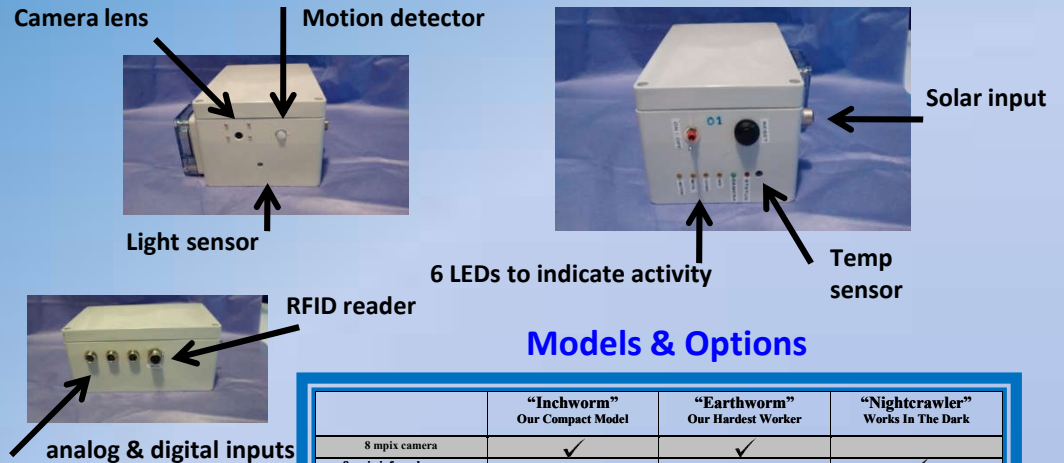 Camera lens
Motion detector
Light sensor
01
Solar input
6 LEDs to indicate activity
Temp
sensor
RFID reader
analog & digital inputs
Models & Options
“Inchworm”
Our Compact Model
“Earthworm”
Our Hardest Worker
“Nightcrawler”
Works In The Dark
8 mpix camera ✓ ✓